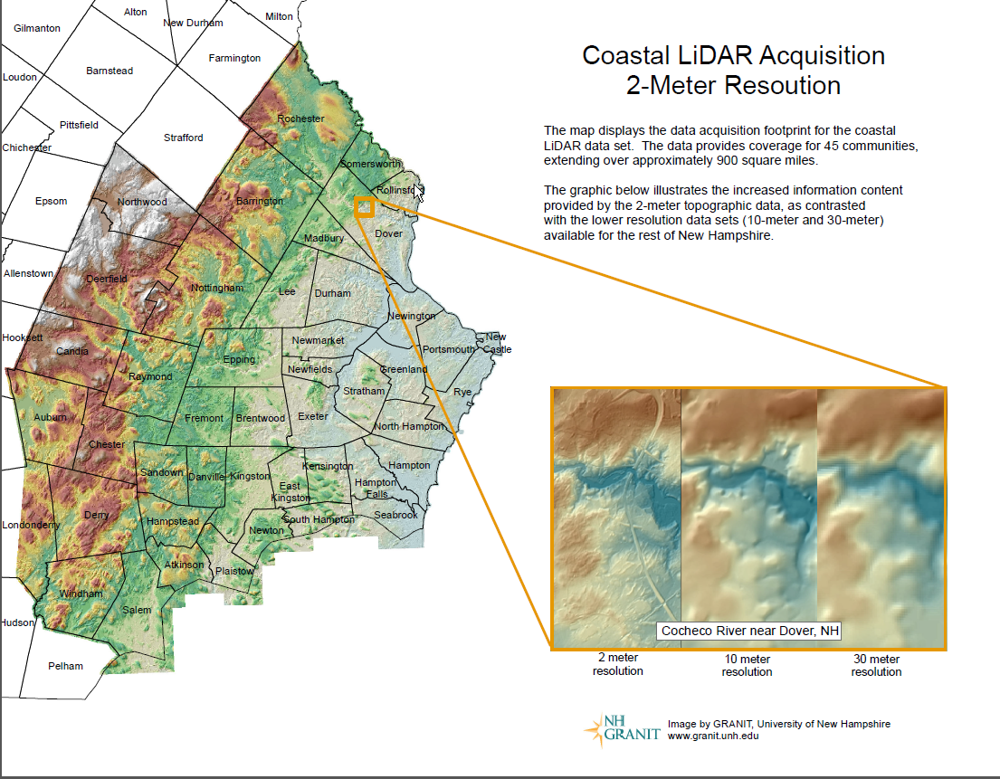 Coastal LiDAR Acquisition
2-Meter Resoution
The map displays the data acquisition footprint for the coastal
LiDAR data set. The data provides coverage for 45 communities,
extending over approximately 900 square miles.
The graphic below illustrates the increased information content
provided by the 2-meter topographic data, as contrasted
with the lower resolution data sets (10-meter and 30-meter)
available for the rest of New Hampshire.
Gilmanton
Alton
New Durham
Milton
Loudon
Barnstead
Farmington
Pittsfield
Rochester
Chichester
Strafford
Somersworth
Epsom
Northwood
Barrington
Rollinsfo
Madbury
Dover
Allenstown
Deerfield
Nottingham
Lee
Durham
Newington
Hooksett
Candia
Newmarket
Portsmouth
New
Castle
Epping
Raymond
Newfields
Greenland
Stratham
Rye
Auburn
Fremont
Brentwood
Exeter
North Hampton
Chester
Sandown
Danville
Kingston
Kensington
Hampton
East
Kingston
Hampton
Falls
Londonderry
Derry
Hampstead
South Hampton
Seabrook
Newton
Atkinson
Plaistow
Windham
Salem
Hudson
Pelham
Cocheco River near Dover, NH
2 meter
resolution
10 meter
resolution
30 meter
resolution
NH
GRANIT
Image by GRANIT, University of New Hampshire
www.granit.unh.edu